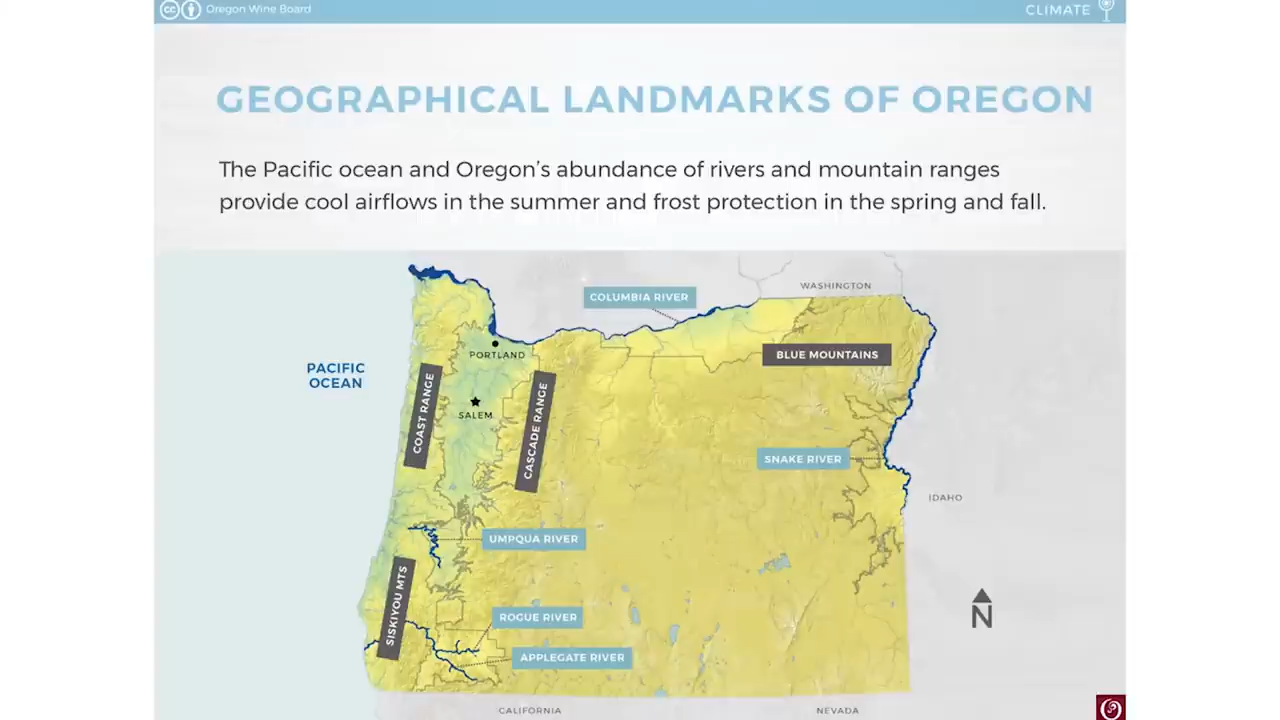 Oregon Wine Board
CLIMATE
GEOGRAPHICAL LANDMARKS OF OREGON
The Pacific ocean and Oregon's abundance of rivers and mountain ranges
provide cool airflows in the summer and frost protection in the spring and fall.
WASHINGTON
COLUMBIA RIVER
PORTLAND
BLUE MOUNTAINS
PACIFIC
OCEAN
COAST RANGE
SALEM
CASCADE RANGE
SNAKE RIVER
IDAHO
UMPQUA RIVER
SISKIYOU MTS
N
ROGUE RIVER
APPLEGATE RIVER
CALIFORNIA
NEVADA